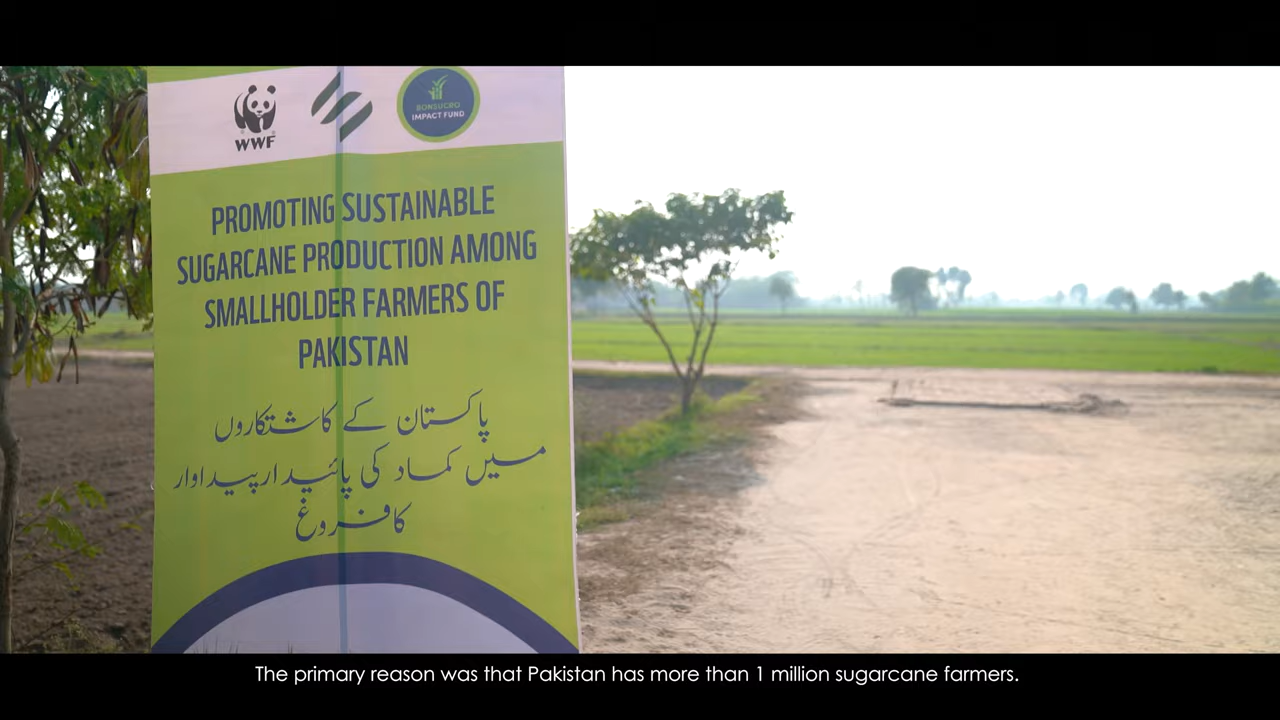 WWF
BONSUCRO
IMPACT FUND
PROMOTING SUSTAINABLE
SUGARCANE PRODUCTION AMONG
SMALLHOLDER FARMERS OF
PAKISTAN
پاکستان کے کاشتکاروں
میں کماد کی پائیدار پیداوار
کا فروغ
The primary reason was that Pakistan has more than 1 million sugarcane farmers.